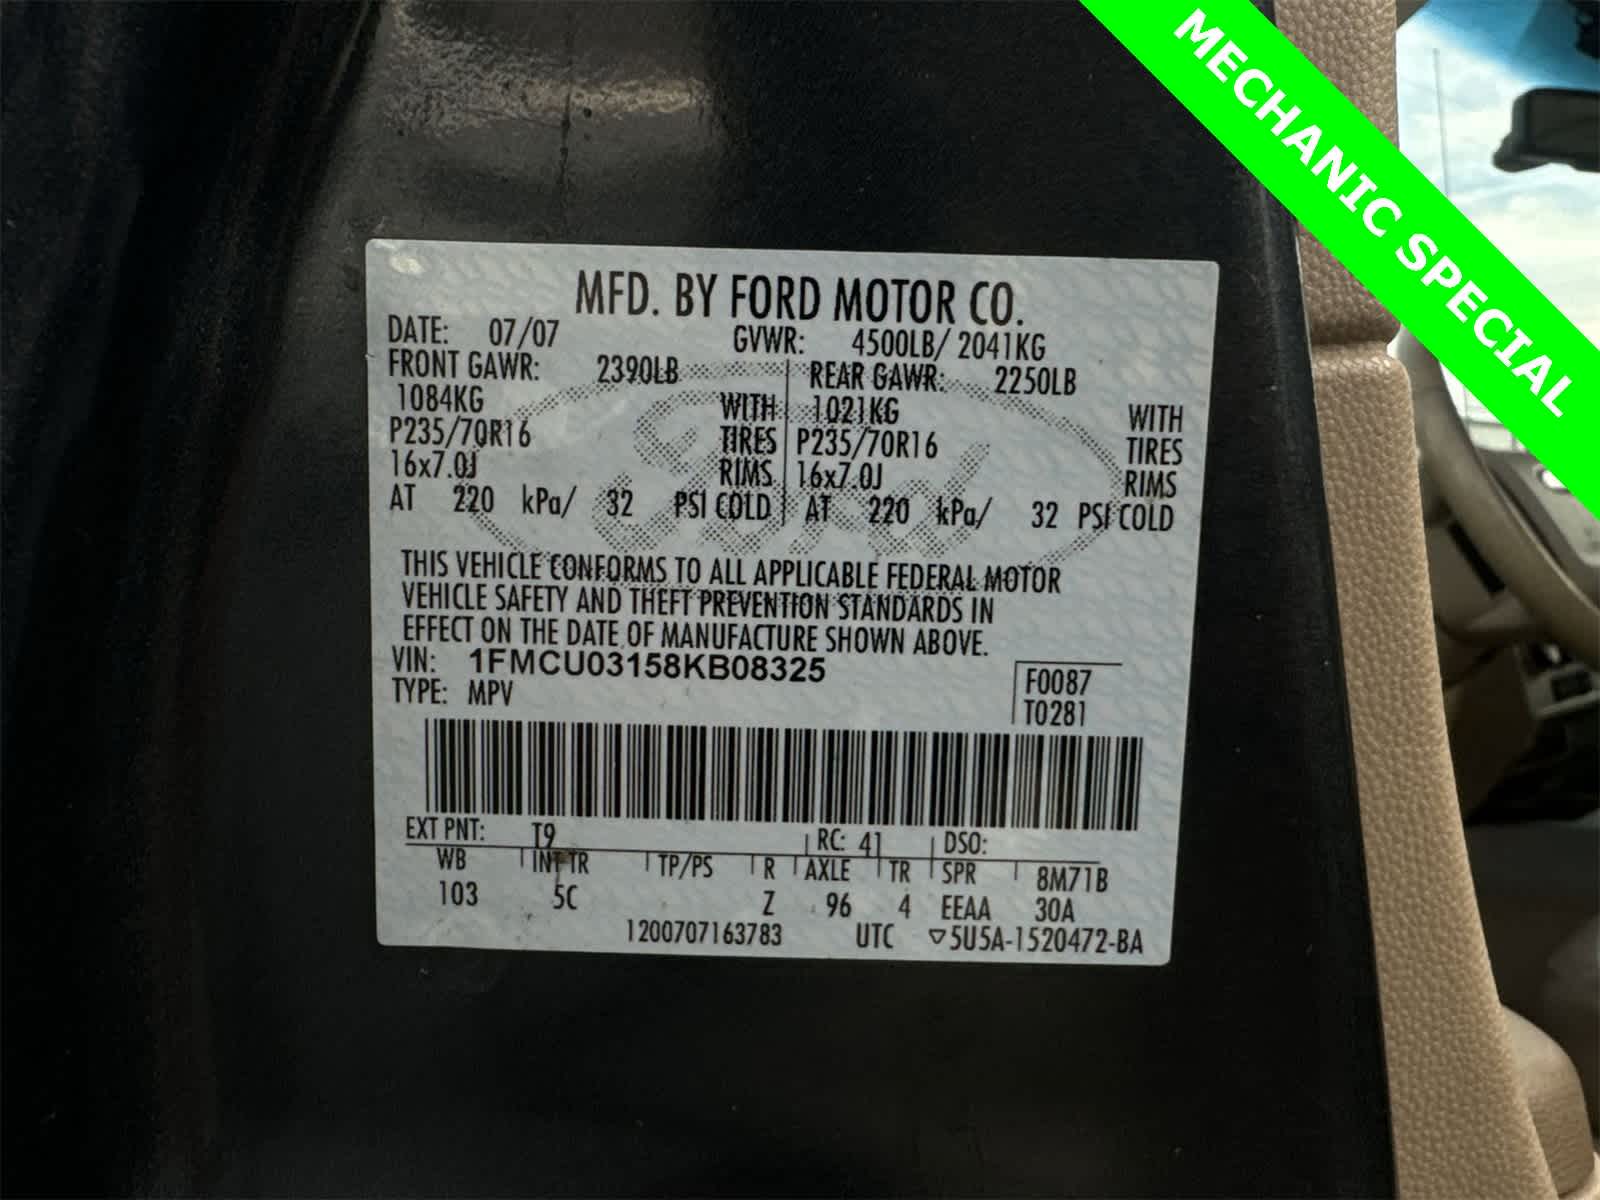 MECHANIC SPECIAL
MFD. BY FORD MOTOR CO.
DATE: 07/07 GVWR: 4500LB/ 2041KG
FRONT GAWR: 2390LB REAR GAWR: 2250LB
1084KG WITH 1021KG WITH
P235/70R16 TIRES P235/70R16 TIRES
16x7.0J RIMS 16x7.0J RIMS
AT 220 kPa/ 32 PSI COLD AT 220 kPa/ 32 PSI COLD
Ford
THIS VEHICLE CONFORMS TO ALL APPLICABLE FEDERAL MOTOR
VEHICLE SAFETY AND THEFT PREVENTION STANDARDS IN
EFFECT ON THE DATE OF MANUFACTURE SHOWN ABOVE.
VIN: 1FMCU03158KB08325 F0087
TYPE: MPV T0281
EXT PNT: T9 RC: 41 DSO:
WB INT TR TP/PS R AXLE TR SPR 8M71B
103 5C Z 96 4 EEAA 30A
1200707163783 UTC ▽5U5A-1520472-BA